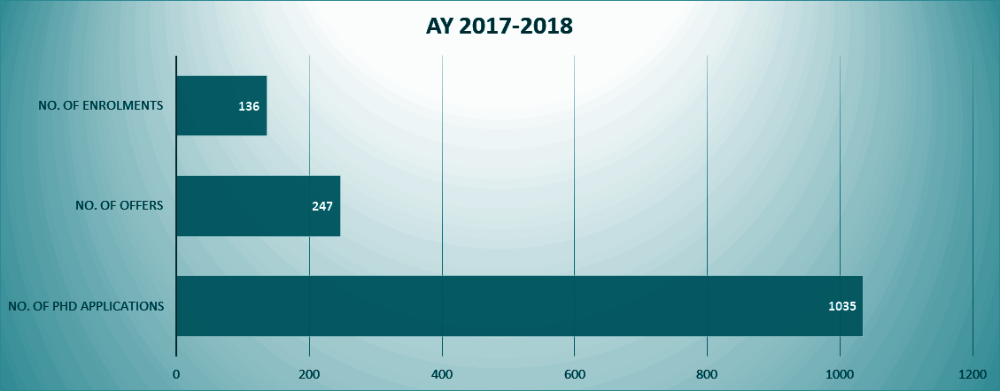 AY 2017-2018
NO. OF ENROLMENTS
136
NO. OF OFFERS
247
NO. OF PHD APPLICATIONS
1035
0 200 400 600 800 1000 1200